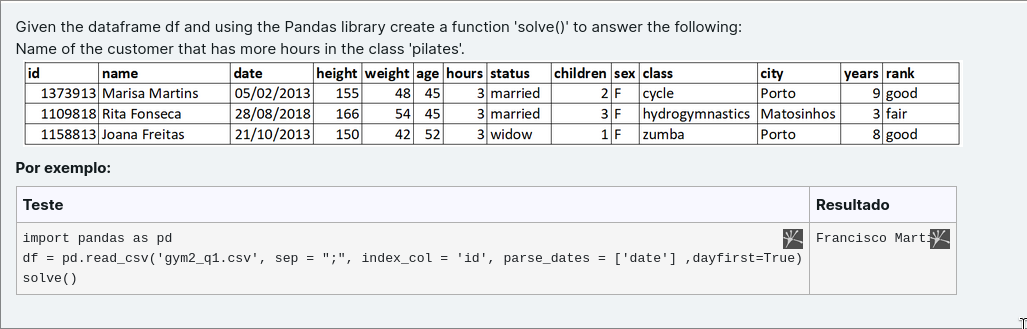 Given the dataframe df and using the Pandas library create a function 'solve()' to answer the following:
Name of the customer that has more hours in the class 'pilates'.
id name date height weight age hours status children sex class city years rank
1373913 Marisa Martins 05/02/2013 155 48 45 3 married 2 F cycle Porto 9 good
1109818 Rita Fonseca 28/08/2018 166 54 45 3 married 3 F hydrogymnastics Matosinhos 3 fair
1158813 Joana Freitas 21/10/2013 150 42 52 3 widow 1 F zumba Porto 8 good
Por exemplo:
Teste Resultado
import pandas as pd Francisco
df = pd.read_csv('gym2_q1.csv', sep = ";", index_col = 'id', parse_dates = ['date'] ,dayfirst=True)
solve()